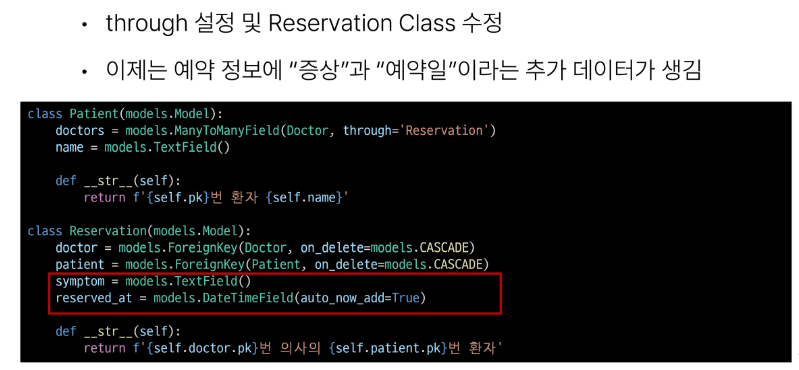 • through 설정 및 Reservation Class 수정
• 이제는 예약 정보에 “증상”과 “예약일”이라는 추가 데이터가 생김
class Patient(models.Model):
    doctors = models.ManyToManyField(Doctor, through='Reservation')
    name = models.TextField()
    def __str__(self):
        return f'{self.pk}번 환자 {self.name}'
class Reservation(models.Model):
    doctor = models.ForeignKey(Doctor, on_delete=models.CASCADE)
    patient = models.ForeignKey(Patient, on_delete=models.CASCADE)
    symptom = models.TextField()
    reserved_at = models.DateTimeField(auto_now_add=True)
    def __str__(self):
        return f'{self.doctor.pk}번 의사의 {self.patient.pk}번 환자'